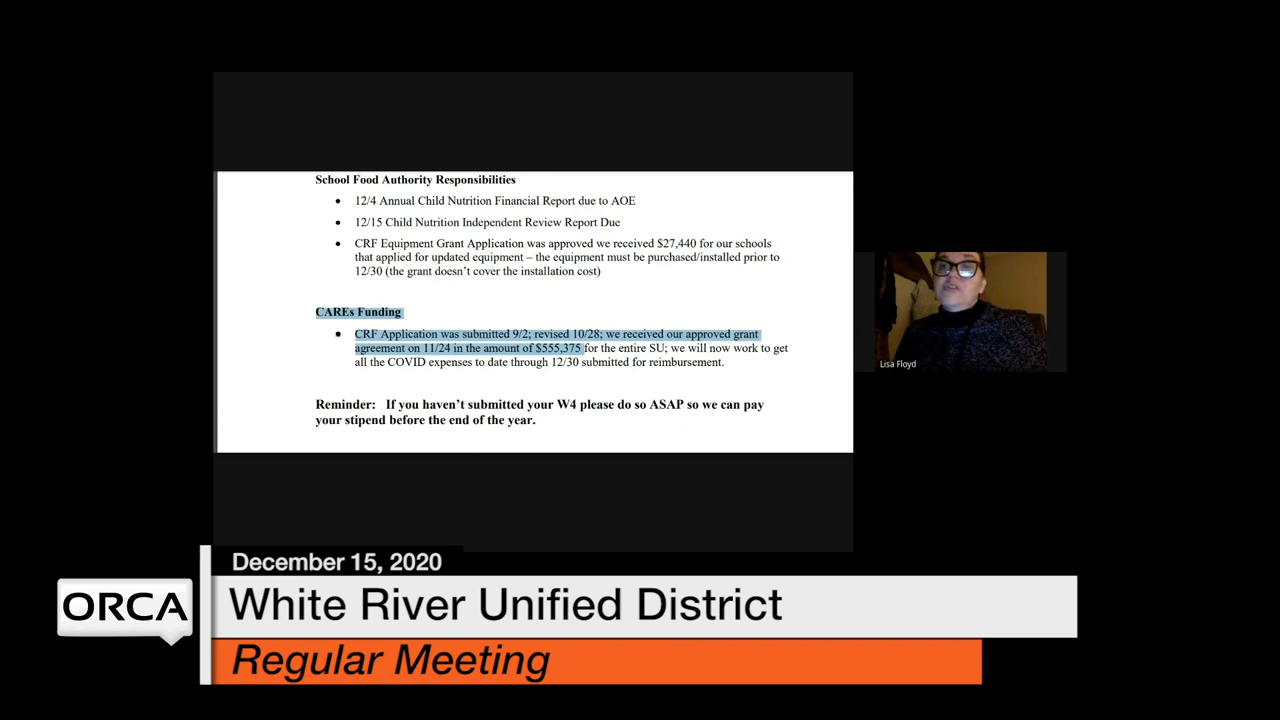 School Food Authority Responsibilities
• 12/4 Annual Child Nutrition Financial Report due to AOE
• 12/15 Child Nutrition Independent Review Report Due
• CRF Equipment Grant Application was approved we received $27,440 for our schools
that applied for updated equipment – the equipment must be purchased/installed prior to
12/30 (the grant doesn't cover the installation cost)
CAREs Funding
• CRF Application was submitted 9/2; revised 10/28; we received our approved grant
agreement on 11/24 in the amount of $555,375 for the entire SU; we will now work to get
all the COVID expenses to date through 12/30 submitted for reimbursement.
Reminder: If you haven't submitted your W4 please do so ASAP so we can pay
your stipend before the end of the year.
Lisa Floyd
December 15, 2020
ORCA
White River Unified District
Regular Meeting